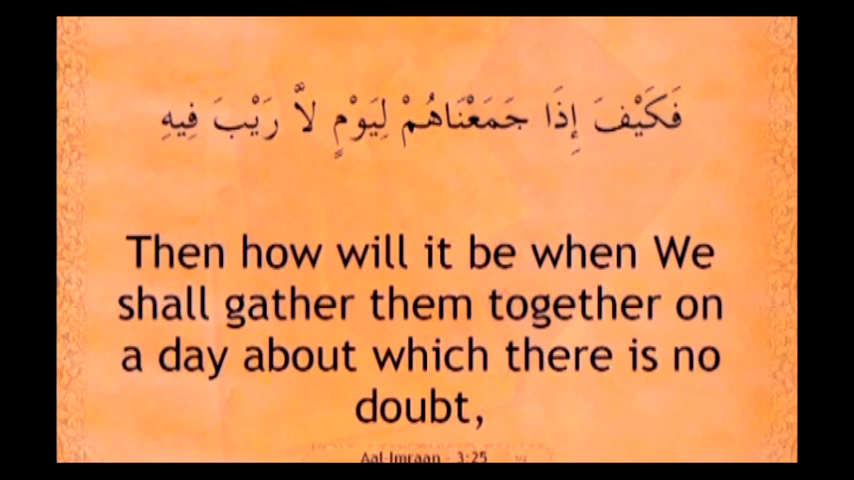 فَكَيْفَ إِذَا جَمَعْنَاهُمْ لِيَوْمٍ لاَّ رَيْبَ فِيهِ
Then how will it be when We
shall gather them together on
a day about which there is no
doubt,
Aal-Imraan - 3:25